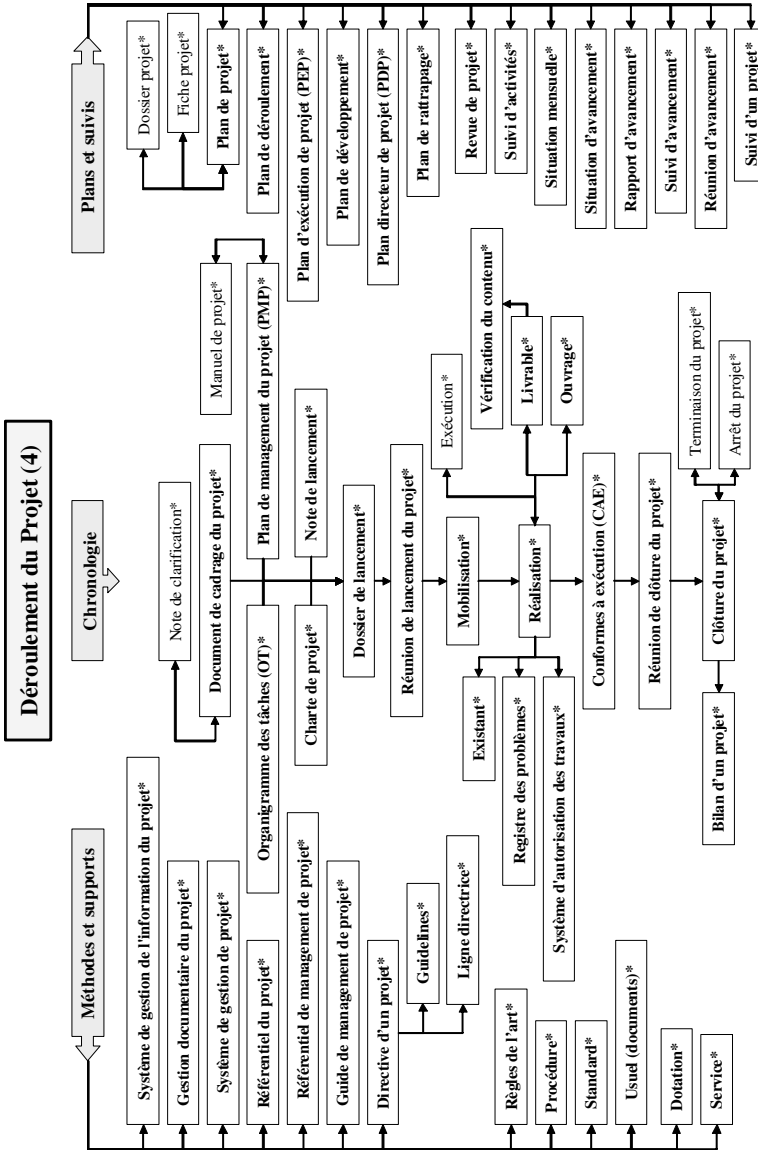 Déroulement du Projet (4)
Méthodes et supports
Chronologie
Plans et suivis
Système de gestion de l'information du projet*
Gestion documentaire du projet*
Système de gestion de projet*
Référentiel du projet*
Référentiel de management de projet*
Guide de management de projet*
Directive d'un projet*
Guidelines*
Ligne directrice*
Règles de l'art*
Procédure*
Standard*
Usuel (documents)*
Dotation*
Service*
Note de clarification*
Document de cadrage du projet*
Manuel de projet*
Organigramme des tâches (OT)*
Plan de management du projet (PMP)*
Charte de projet*
Note de lancement*
Dossier de lancement*
Réunion de lancement du projet*
Mobilisation*
Existant*
Registre des problèmes*
Système d'autorisation des travaux*
Réalisation*
Exécution*
Vérification du contenu*
Livrable*
Ouvrage*
Conformes à exécution (CAE)*
Réunion de clôture du projet*
Clôture du projet*
Bilan d'un projet*
Terminaison du projet*
Arrêt du projet*
Dossier projet*
Fiche projet*
Plan de projet*
Plan de déroulement*
Plan d'exécution de projet (PEP)*
Plan de développement*
Plan directeur de projet (PDP)*
Plan de rattrapage*
Revue de projet*
Suivi d'activités*
Situation mensuelle*
Situation d'avancement*
Rapport d'avancement*
Suivi d'avancement*
Réunion d'avancement*
Suivi d'un projet*